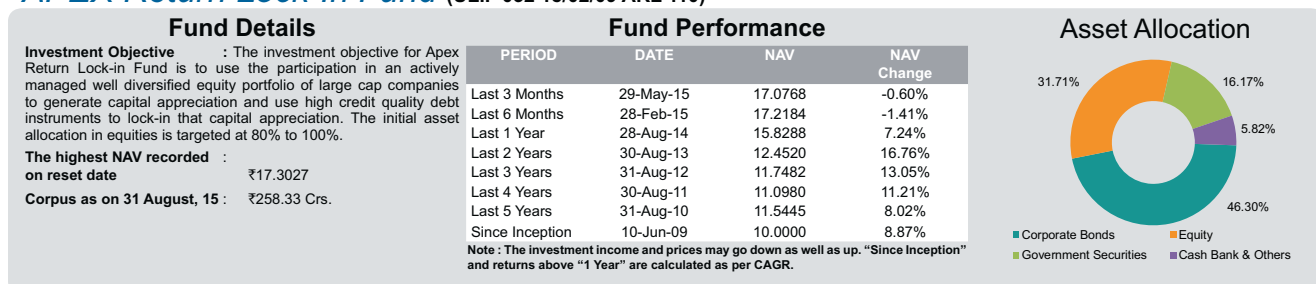 Fund Details
Investment Objective : The investment objective for Apex
Return Lock-in Fund is to use the participation in an actively
managed well diversified equity portfolio of large cap companies
to generate capital appreciation and use high credit quality debt
instruments to lock-in that capital appreciation. The initial asset
allocation in equities is targeted at 80% to 100%.
The highest NAV recorded :
on reset date ₹17.3027
Corpus as on 31 August, 15 : ₹258.33 Crs.
Fund Performance
PERIOD DATE NAV NAV
Change
Last 3 Months 29-May-15 17.0768 -0.60%
Last 6 Months 28-Feb-15 17.2184 -1.41%
Last 1 Year 28-Aug-14 15.8288 7.24%
Last 2 Years 30-Aug-13 12.4520 16.76%
Last 3 Years 31-Aug-12 11.7482 13.05%
Last 4 Years 30-Aug-11 11.0980 11.21%
Last 5 Years 31-Aug-10 11.5445 8.02%
Since Inception 10-Jun-09 10.0000 8.87%
Note : The investment income and prices may go down as well as up. “Since Inception”
and returns above “1 Year” are calculated as per CAGR.
Asset Allocation
31.71%
16.17%
5.82%
46.30%
Corporate Bonds Equity
Government Securities Cash Bank & Others